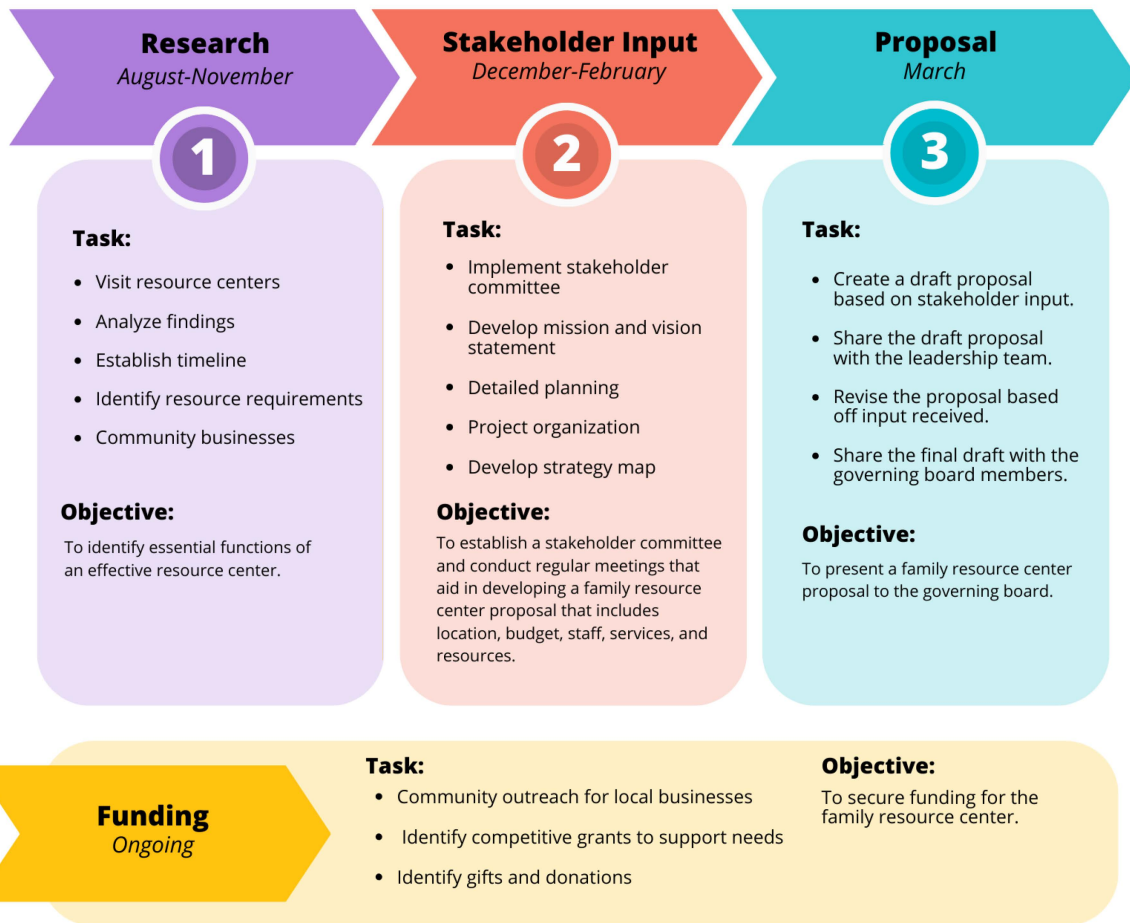 Research
August-November
1
Task:
• Visit resource centers
• Analyze findings
• Establish timeline
• Identify resource requirements
• Community businesses
Objective:
To identify essential functions of
an effective resource center.
Stakeholder Input
December-February
2
Task:
• Implement stakeholder
committee
• Develop mission and vision
statement
• Detailed planning
• Project organization
• Develop strategy map
Objective:
To establish a stakeholder committee
and conduct regular meetings that
aid in developing a family resource
center proposal that includes
location, budget, staff, services, and
resources.
Proposal
March
3
Task:
• Create a draft proposal
based on stakeholder input.
• Share the draft proposal
with the leadership team.
• Revise the proposal based
off input received.
• Share the final draft with the
governing board members.
Objective:
To present a family resource center
proposal to the governing board.
Funding
Ongoing
Task:
• Community outreach for local businesses
• Identify competitive grants to support needs
• Identify gifts and donations
Objective:
To secure funding for the
family resource center.